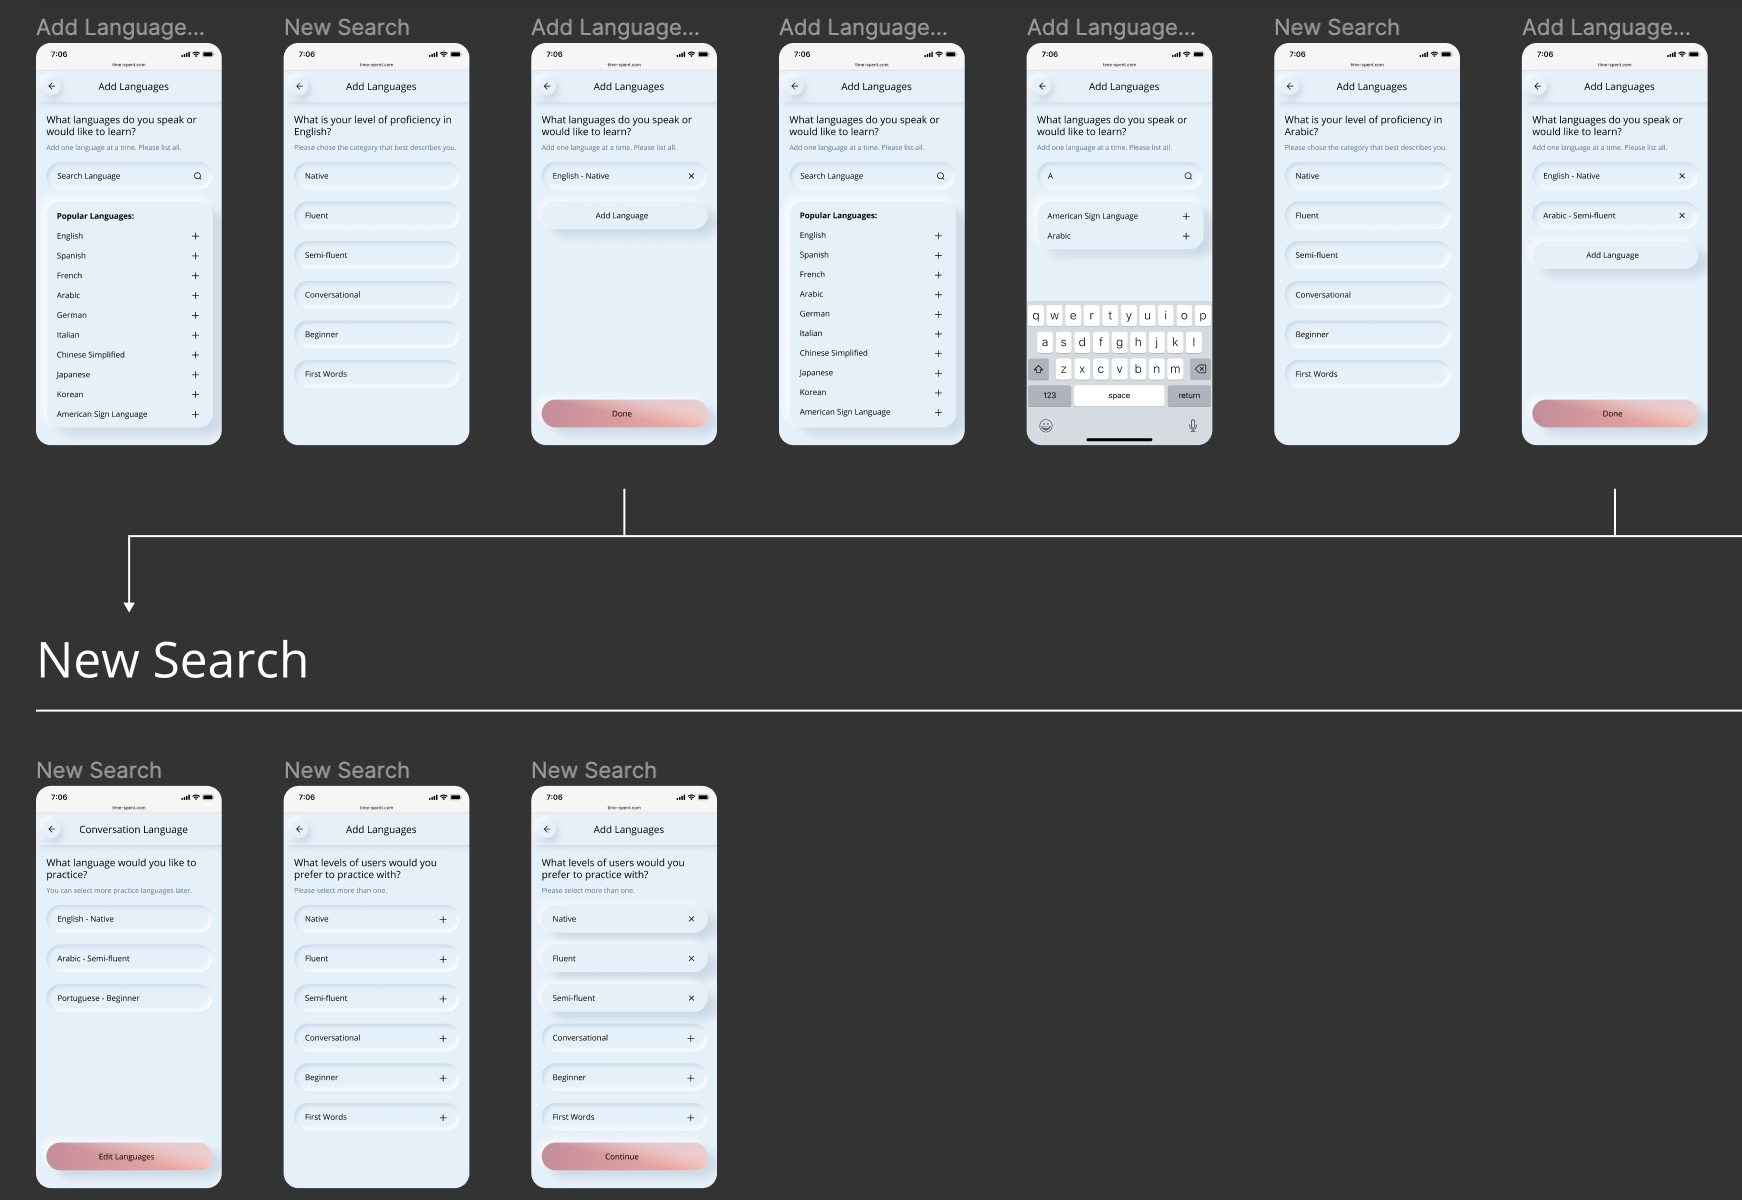 Add Language...
7:06
time-spent.com
Add Languages
What languages do you speak or
would like to learn?
Add one language at a time. Please list all.
Search Language
Popular Languages:
English
Spanish
French
Arabic
German
Italian
Chinese Simplified
Japanese
Korean
American Sign Language
New Search
7:06
time-spent.com
Add Languages
What is your level of proficiency in
English?
Please chose the category that best describes you.
Native
Fluent
Semi-fluent
Conversational
Beginner
First Words
Add Language...
7:06
time-spent.com
Add Languages
What languages do you speak or
would like to learn?
Add one language at a time. Please list all.
English - Native
Add Language
Done
Add Language...
7:06
time-spent.com
Add Languages
What languages do you speak or
would like to learn?
Add one language at a time. Please list all.
Search Language
Popular Languages:
English
Spanish
French
Arabic
German
Italian
Chinese Simplified
Japanese
Korean
American Sign Language
Add Language...
7:06
time-spent.com
Add Languages
What languages do you speak or
would like to learn?
Add one language at a time. Please list all.
A
American Sign Language
Arabic
q w e r t y u i o p
a s d f g h j k l
z x c v b n m
123 space return
New Search
7:06
time-spent.com
Add Languages
What is your level of proficiency in
Arabic?
Please chose the category that best describes you.
Native
Fluent
Semi-fluent
Conversational
Beginner
First Words
Add Language...
7:06
time-spent.com
Add Languages
What languages do you speak or
would like to learn?
Add one language at a time. Please list all.
English - Native
Arabic - Semi-fluent
Add Language
Done
New Search
New Search
7:06
time-spent.com
Conversation Language
What language would you like to
practice?
You can select more practice languages later.
English - Native
Arabic - Semi-fluent
Portuguese - Beginner
Edit Languages
New Search
7:06
time-spent.com
Add Languages
What levels of users would you
prefer to practice with?
Please select more than one.
Native
Fluent
Semi-fluent
Conversational
Beginner
First Words
New Search
7:06
time-spent.com
Add Languages
What levels of users would you
prefer to practice with?
Please select more than one.
Native
Fluent
Semi-fluent
Conversational
Beginner
First Words
Continue